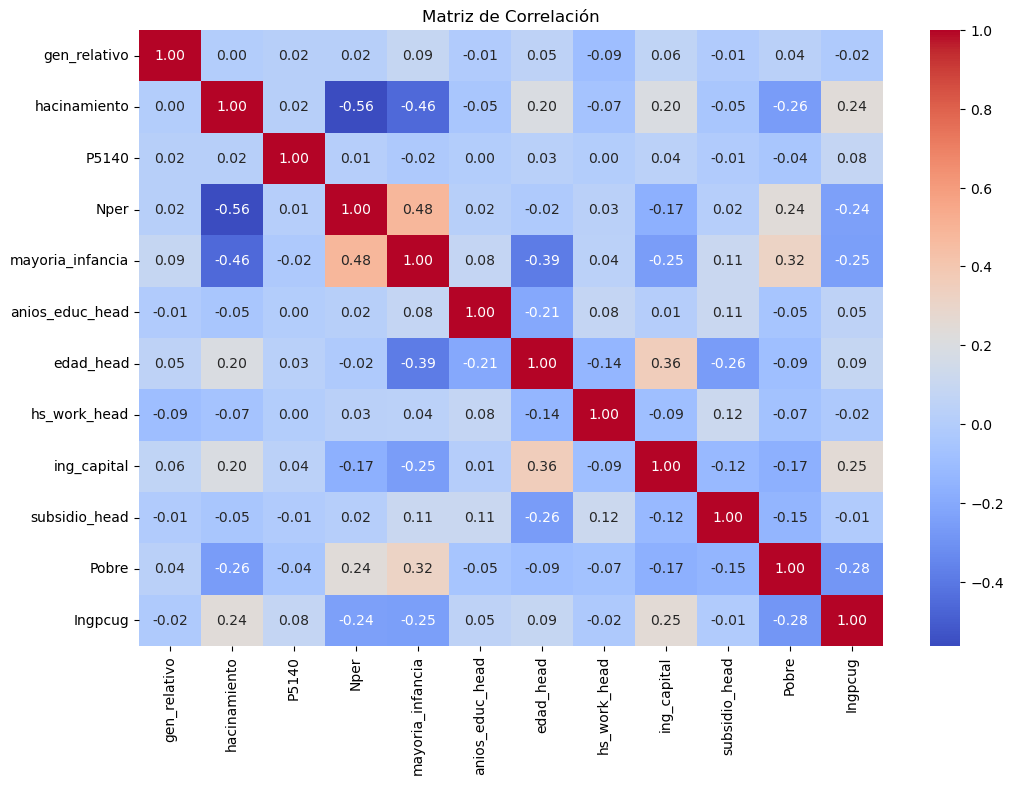 Matriz de Correlación
gen_relativo 1.00 0.00 0.02 0.02 0.09 -0.01 0.05 -0.09 0.06 -0.01 0.04 -0.02
hacinamiento 0.00 1.00 0.02 -0.56 -0.46 -0.05 0.20 -0.07 0.20 -0.05 -0.26 0.24
P5140 0.02 0.02 1.00 0.01 -0.02 0.00 0.03 0.00 0.04 -0.01 -0.04 0.08
Nper 0.02 -0.56 0.01 1.00 0.48 0.02 -0.02 0.03 -0.17 0.02 0.24 -0.24
mayoria_infancia 0.09 -0.46 -0.02 0.48 1.00 0.08 -0.39 0.04 -0.25 0.11 0.32 -0.25
anios_educ_head -0.01 -0.05 0.00 0.02 0.08 1.00 -0.21 0.08 0.01 0.11 -0.05 0.05
edad_head 0.05 0.20 0.03 -0.02 -0.39 -0.21 1.00 -0.14 0.36 -0.26 -0.09 0.09
hs_work_head -0.09 -0.07 0.00 0.03 0.04 0.08 -0.14 1.00 -0.09 0.12 -0.07 -0.02
ing_capital 0.06 0.20 0.04 -0.17 -0.25 0.01 0.36 -0.09 1.00 -0.12 -0.17 0.25
subsidio_head -0.01 -0.05 -0.01 0.02 0.11 0.11 -0.26 0.12 -0.12 1.00 -0.15 -0.01
Pobre 0.04 -0.26 -0.04 0.24 0.32 -0.05 -0.09 -0.07 -0.17 -0.15 1.00 -0.28
Ingpcug -0.02 0.24 0.08 -0.24 -0.25 0.05 0.09 -0.02 0.25 -0.01 -0.28 1.00
gen_relativo
hacinamiento
P5140
Nper
mayoria_infancia
anios_educ_head
edad_head
hs_work_head
ing_capital
subsidio_head
Pobre
Ingpcug
1.0
0.8
0.6
0.4
0.2
0.0
−0.2
−0.4